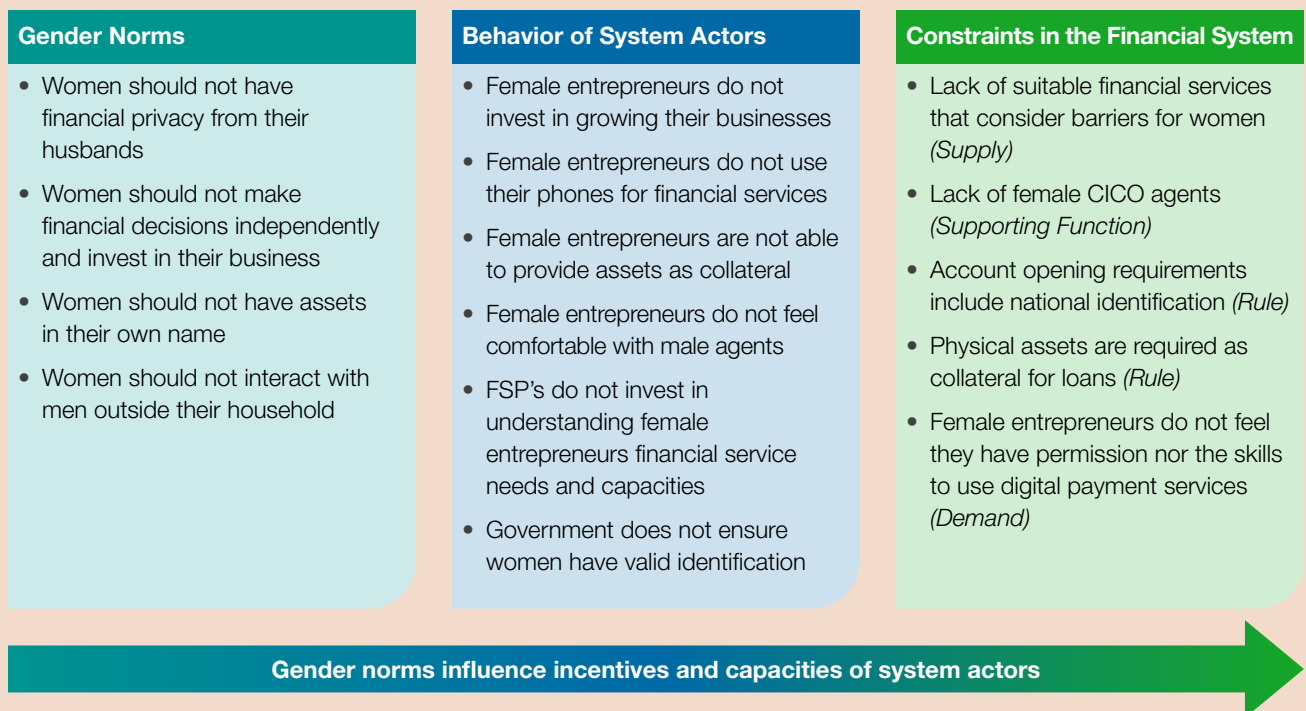 Gender Norms
• Women should not have
financial privacy from their
husbands
• Women should not make
financial decisions independently
and invest in their business
• Women should not have assets
in their own name
• Women should not interact with
men outside their household
Behavior of System Actors
• Female entrepreneurs do not
invest in growing their businesses
• Female entrepreneurs do not use
their phones for financial services
• Female entrepreneurs are not able
to provide assets as collateral
• Female entrepreneurs do not feel
comfortable with male agents
• FSP's do not invest in
understanding female
entrepreneurs financial service
needs and capacities
• Government does not ensure
women have valid identification
Constraints in the Financial System
• Lack of suitable financial services
that consider barriers for women
(Supply)
• Lack of female CICO agents
(Supporting Function)
• Account opening requirements
include national identification (Rule)
• Physical assets are required as
collateral for loans (Rule)
• Female entrepreneurs do not feel
they have permission nor the skills
to use digital payment services
(Demand)
Gender norms influence incentives and capacities of system actors